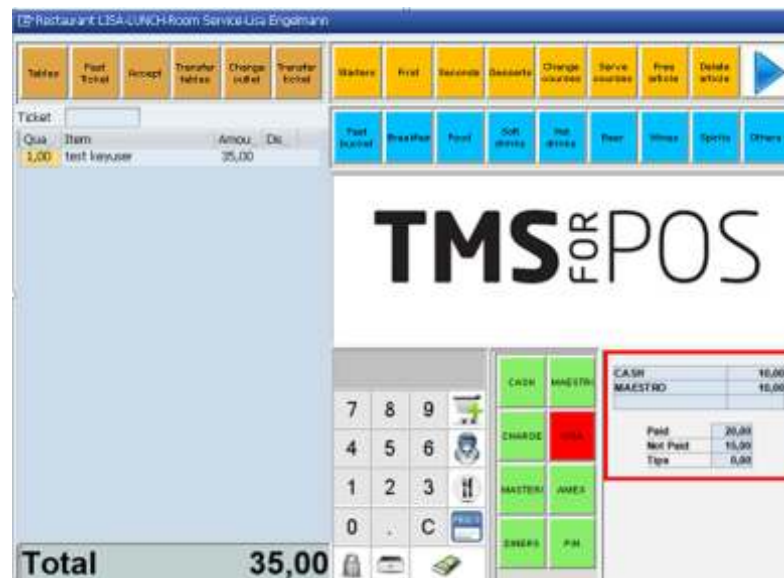 Restaurant LISA-LUNCH-Room Service-Lisa Engelmann
Tables
Fast Ticket
Accept
Transfer tables
Change outlet
Transfer ticket
Starters
First
Seconds
Desserts
Change courses
Serve courses
Free article
Delete article
Ticket
Qua Item Amou Dis
1,00 test keyuser 35,00
Fast
Breakfast
Food
Soft drinks
Hot drinks
Beer
Wines
Spirits
Others
TMS FOR POS
7 8 9
4 5 6
1 2 3
0 . C
CASH
MAESTR
CHARGE
VISA
MASTER
AMEX
DINERS
PIN
CASH 10,00
MAESTRO 10,00
Paid 20,00
Not Paid 15,00
Tips 0,00
Total 35,00